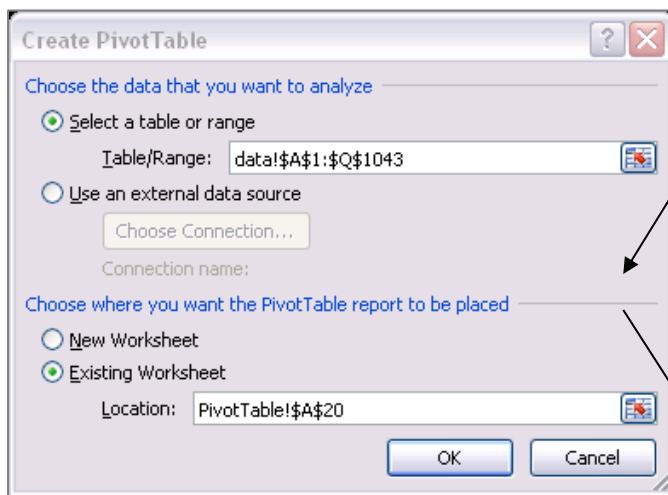 Create PivotTable
?
Choose the data that you want to analyze
Select a table or range
Table/Range: data!$A$1:$Q$1043
Use an external data source
Choose Connection...
Connection name:
Choose where you want the PivotTable report to be placed
New Worksheet
Existing Worksheet
Location: PivotTable!$A$20
OK Cancel